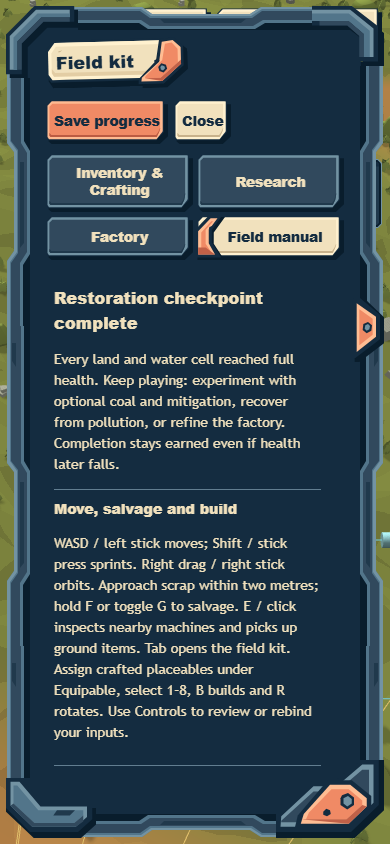 Field kit
Save progress
Close
Inventory &
Crafting
Research
Factory
Field manual
Restoration checkpoint
complete
Every land and water cell reached full
health. Keep playing: experiment with
optional coal and mitigation, recover
from pollution, or refine the factory.
Completion stays earned even if health
later falls.
Move, salvage and build
WASD / left stick moves; Shift / stick
press sprints. Right drag / right stick
orbits. Approach scrap within two metres;
hold F or toggle G to salvage. E / click
inspects nearby machines and picks up
ground items. Tab opens the field kit.
Assign crafted placeables under
Equipable, select 1-8, B builds and R
rotates. Use Controls to review or rebind
your inputs.